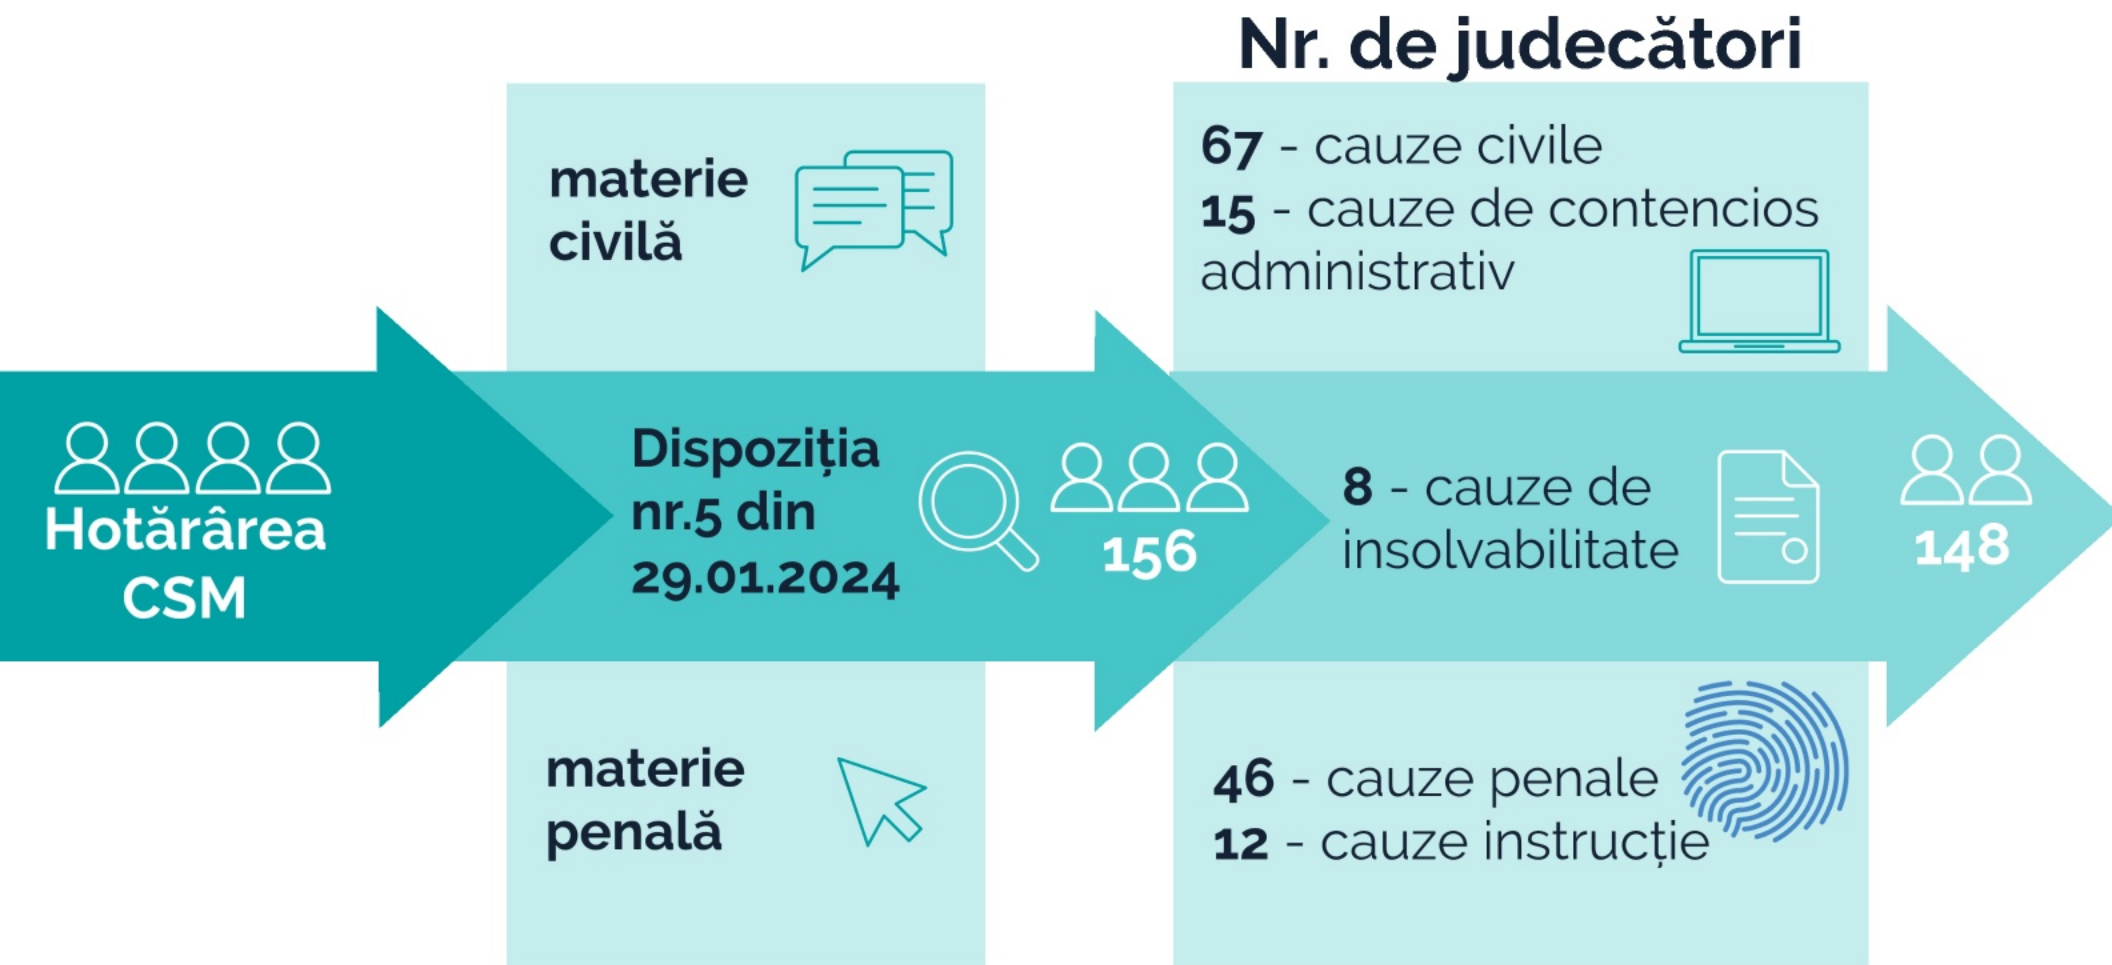 Nr. de judecători
materie
civilă
67 - cauze civile
15 - cauze de contencios
administrativ
Hotărârea
CSM
Dispoziția
nr.5 din
29.01.2024
156
8 - cauze de
insolvabilitate
148
materie
penală
46 - cauze penale
12 - cauze instrucție